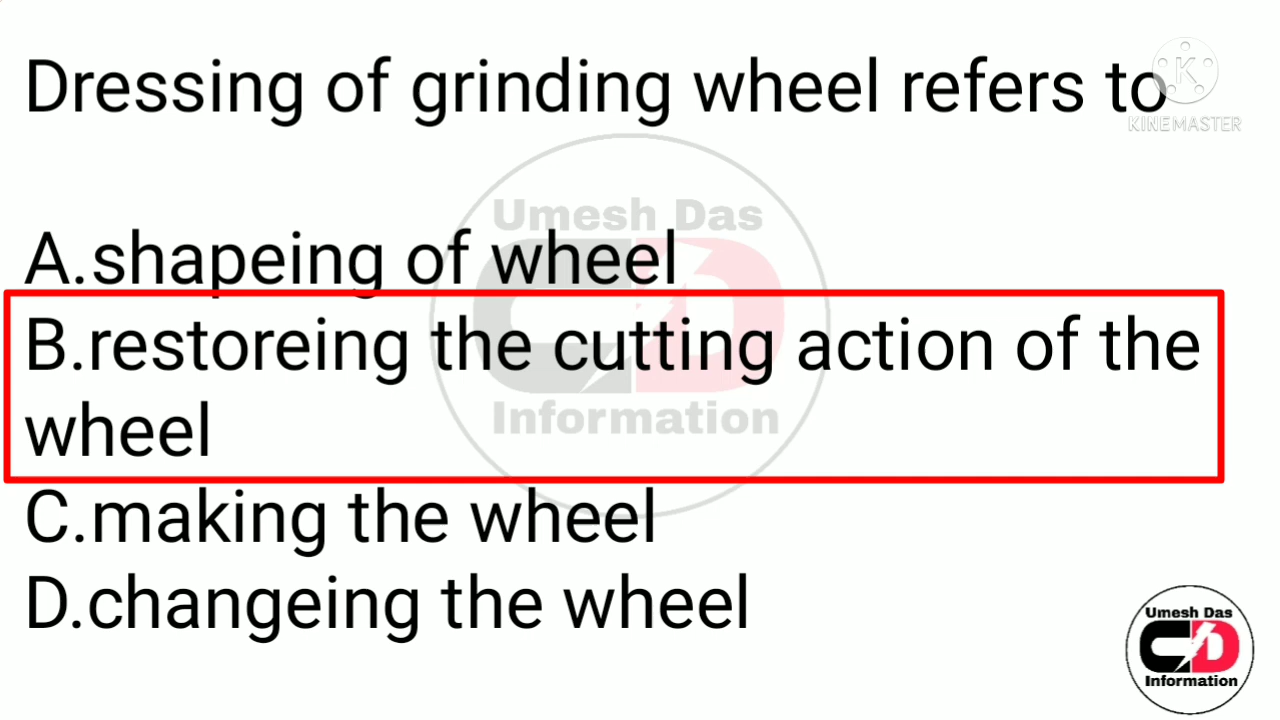 Dressing of grinding wheel refers to
KINEMASTER
Umesh Das
A.shapeing of wheel
B.restoreing the cutting action of the
wheel
Information
C.making the wheel
D.changeing the wheel
Umesh Das
Information